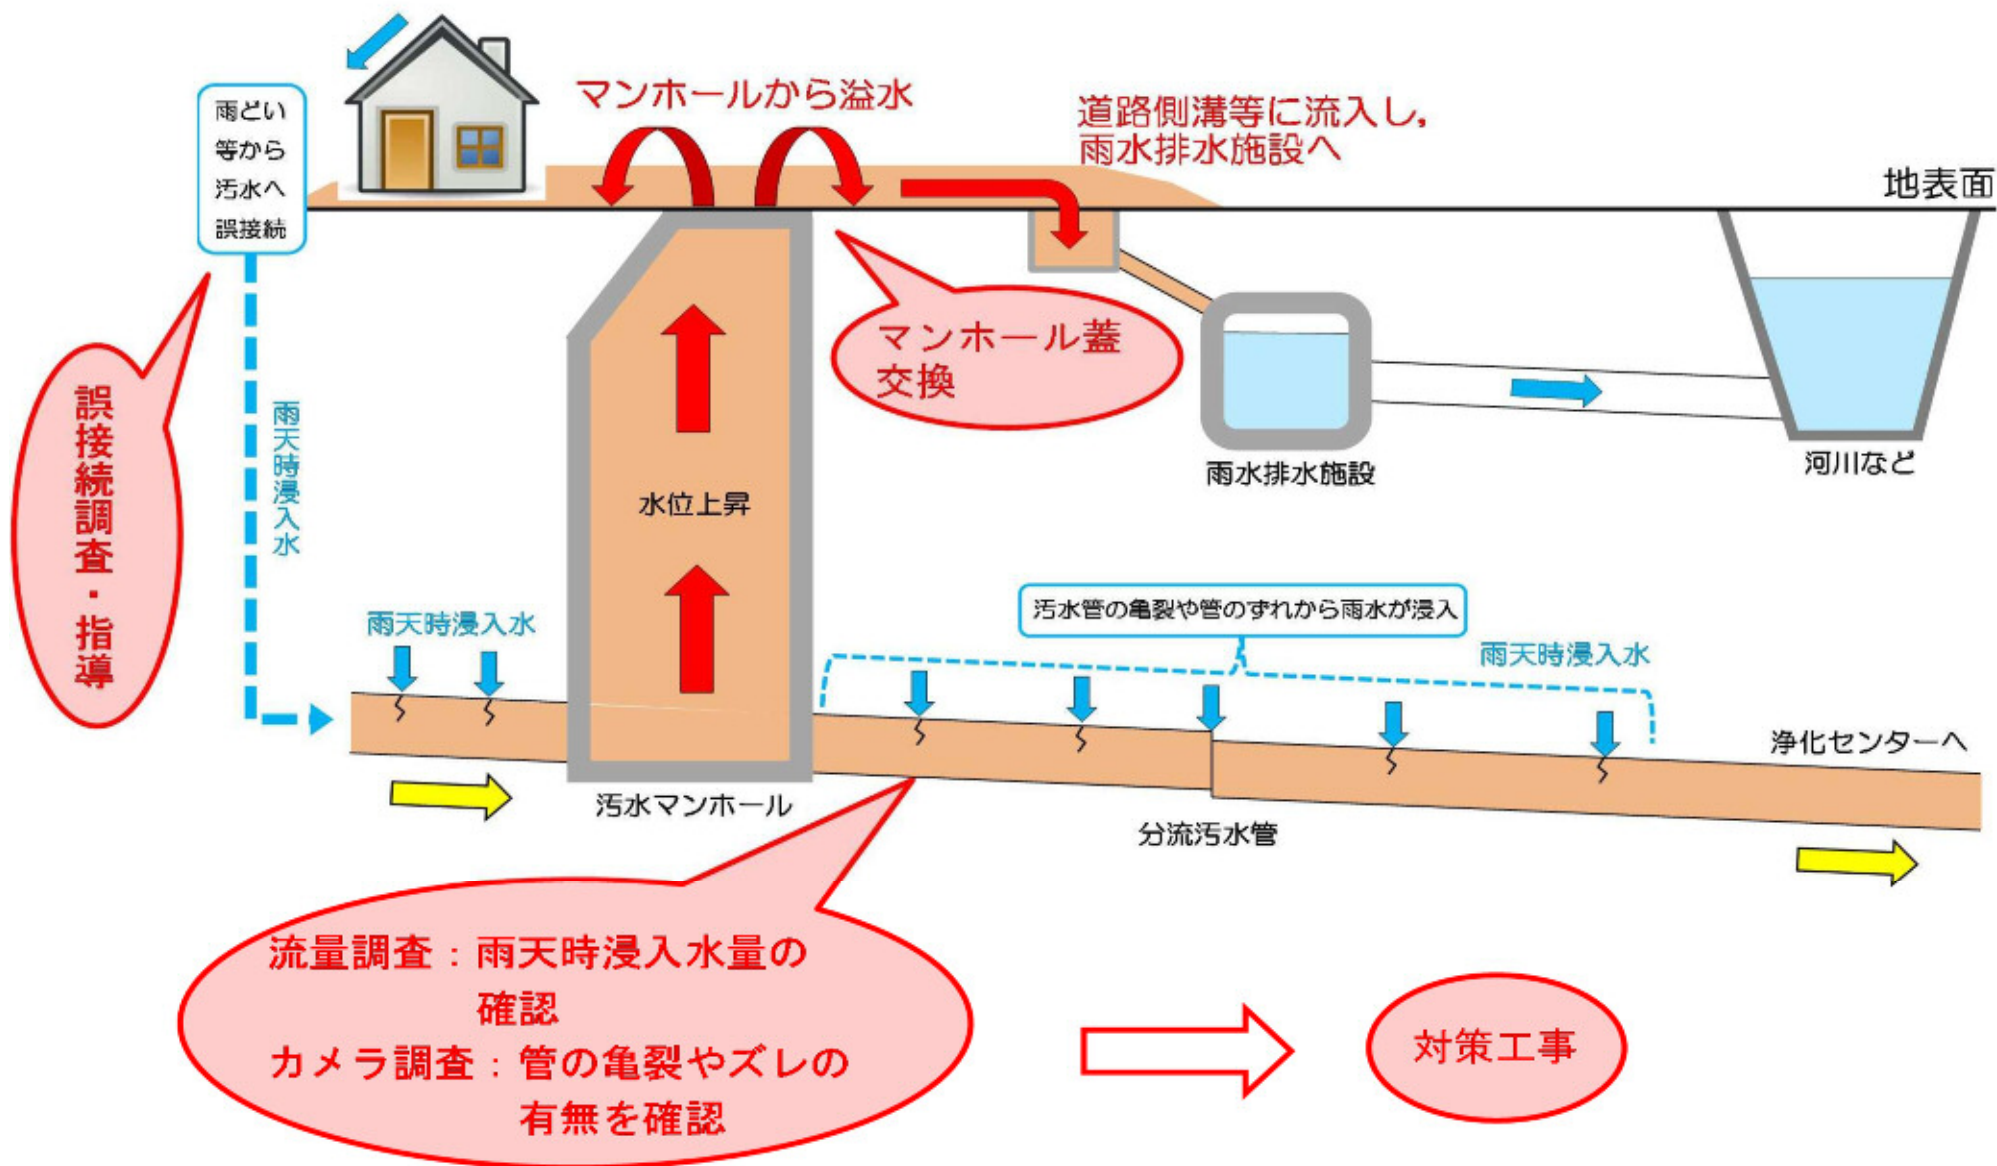 雨どい
等から
汚水へ
誤接続
マンホールから溢水
道路側溝等に流入し，
雨水排水施設へ
地表面
マンホール蓋
交換
誤接続調査・指導
雨天時浸入水
水位上昇
雨水排水施設
河川など
雨天時浸入水
汚水管の亀裂や管のずれから雨水が浸入
雨天時浸入水
浄化センターへ
汚水マンホール
分流汚水管
流量調査：雨天時浸入水量の
確認
カメラ調査：管の亀裂やズレの
有無を確認
対策工事